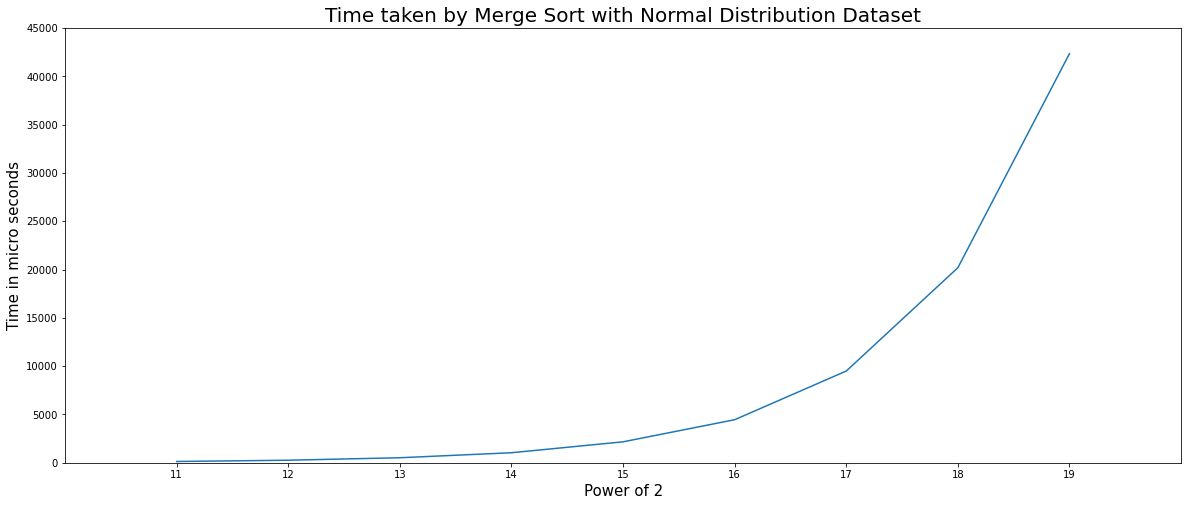 Time taken by Merge Sort with Normal Distribution Dataset
45000
40000
35000
30000
25000
20000
15000
10000
5000
0
Time in micro seconds
11 12 13 14 15 16 17 18 19
Power of 2